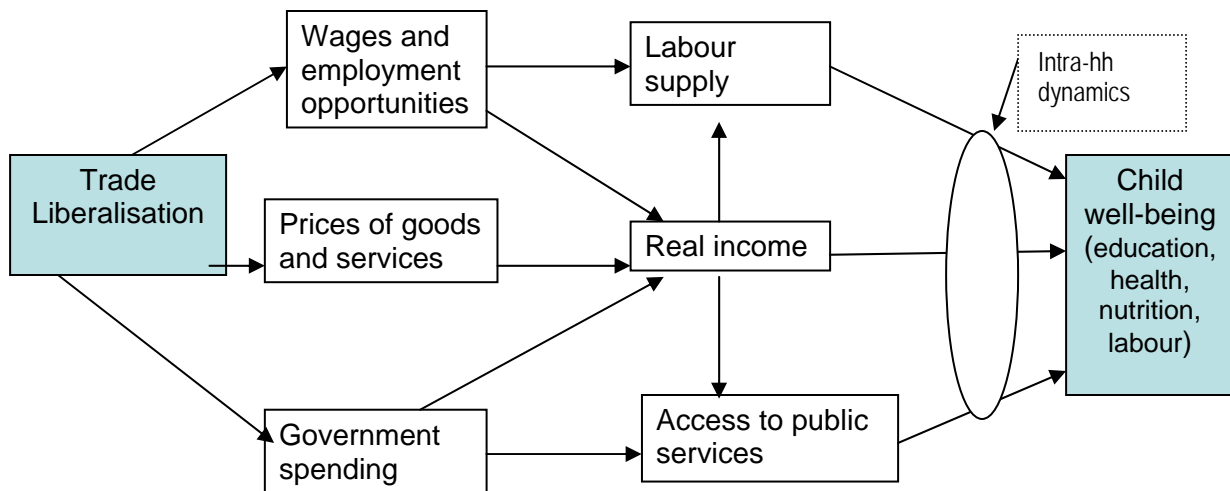 Trade
Liberalisation
Wages and
employment
opportunities
Prices of goods
and services
Government
spending
Labour
supply
Real income
Access to public
services
Intra-hh
dynamics
Child
well-being
(education,
health,
nutrition,
labour)